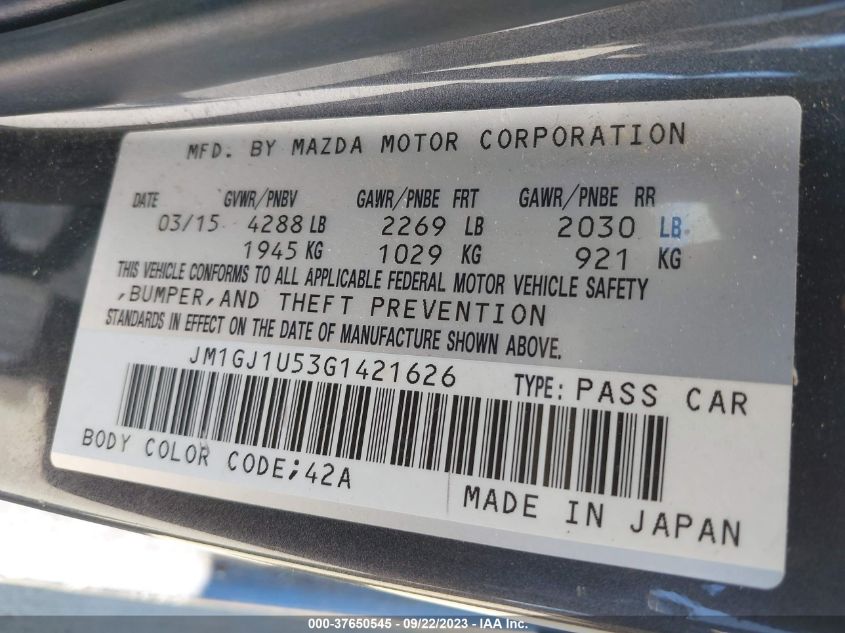 MFD. BY MAZDA MOTOR CORPORATION
DATE GVWR/PNBV GAWR/PNBE FRT GAWR/PNBE RR
03/15 4288 LB 2269 LB 2030 LB
1945 KG 1029 KG 921 KG
THIS VEHICLE CONFORMS TO ALL APPLICABLE FEDERAL MOTOR VEHICLE SAFETY
,BUMPER,AND THEFT PREVENTION
STANDARDS IN EFFECT ON THE DATE OF MANUFACTURE SHOWN ABOVE.
JM1GJ1U53G1421626 TYPE: PASS CAR
BODY COLOR CODE;42A
MADE IN JAPAN
000-37650545 - 09/22/2023 - IAAI.COM